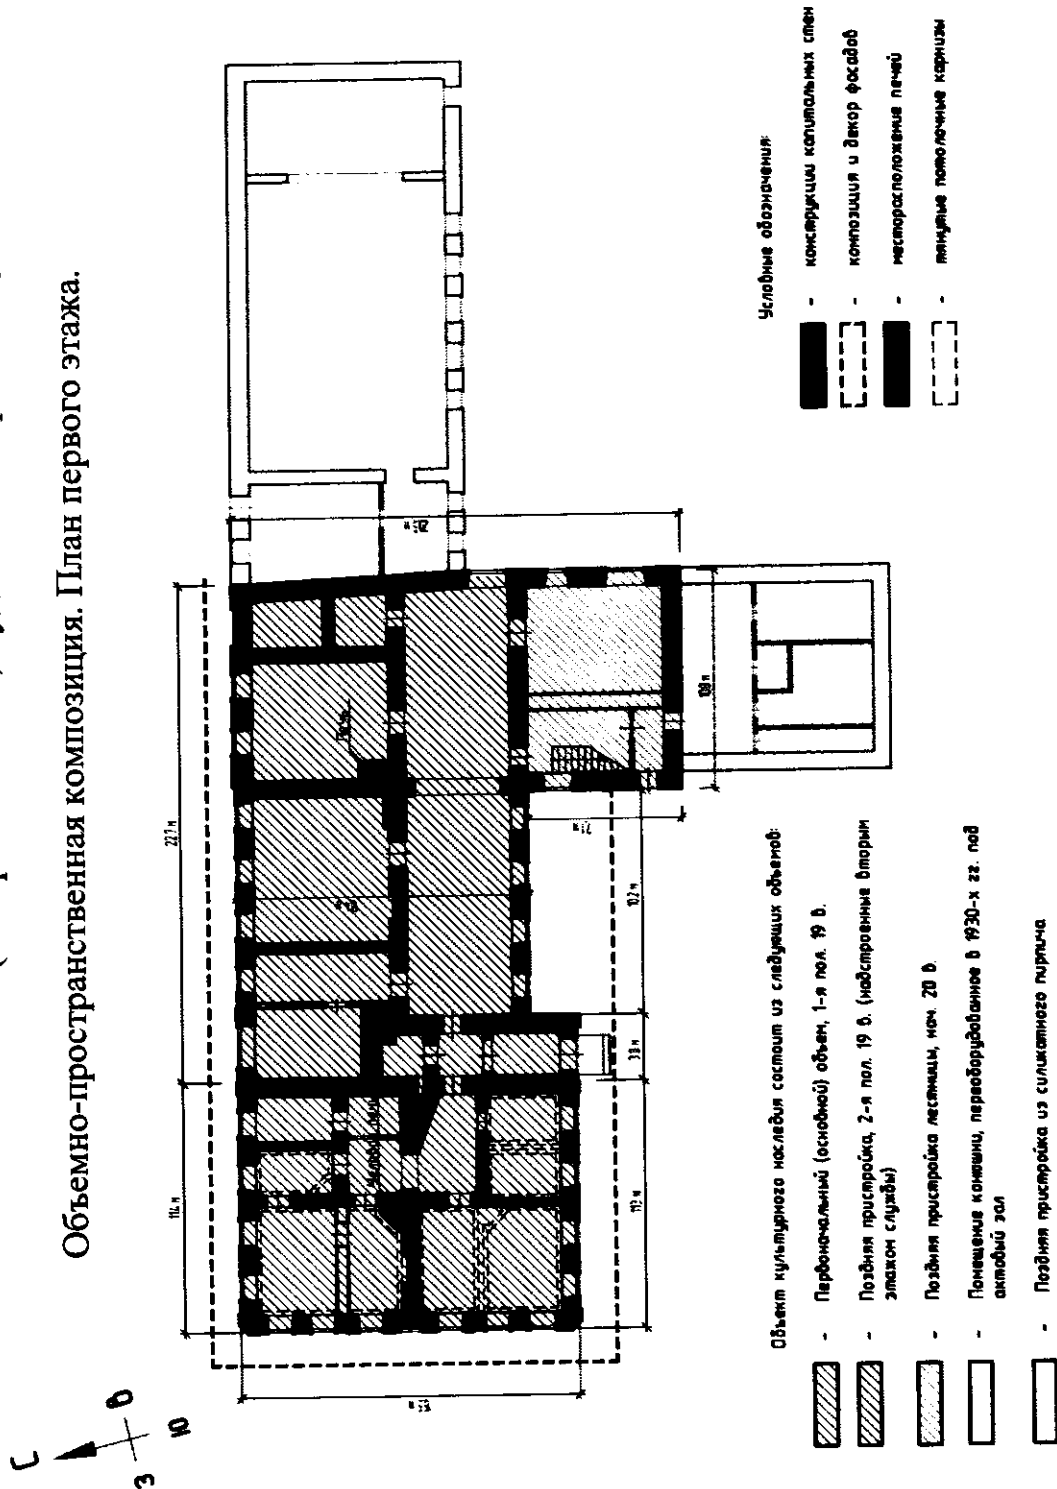 Объемно-пространственная композиция. План первого этажа.
С
В
Ю
З
11.4 м
22.7 м
11.2 м
3.8 м
10.2 м
7.1 м
10.8 м
Условные обозначения:
- конструкции капитальных стен
- композиция и декор фасадов
- месторасположение печей
- тянутые потолочные карнизы
Объект культурного наследия состоит из следующих объемов:
- Первоначальный (основной) объем, 1-я пол. 19 в.
- Поздняя пристройка, 2-я пол. 19 в. (надстроенные вторым
этажом службы)
- Поздняя пристройка лестницы, нач. 20 в.
- Помещение конюшни, переоборудованное в 1930-х гг. под
актовый зал
- Поздняя пристройка из силикатного кирпича